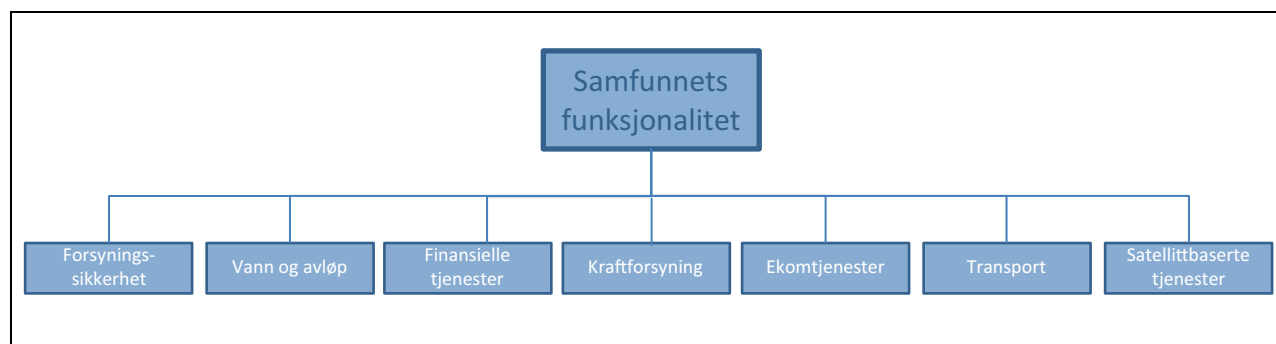 Samfunnets
funksjonalitet
Forsynings-
sikkerhet
Vann og avløp
Finansielle
tjenester
Kraftforsyning
Ekomtjenester
Transport
Satellittbaserte
tjenester